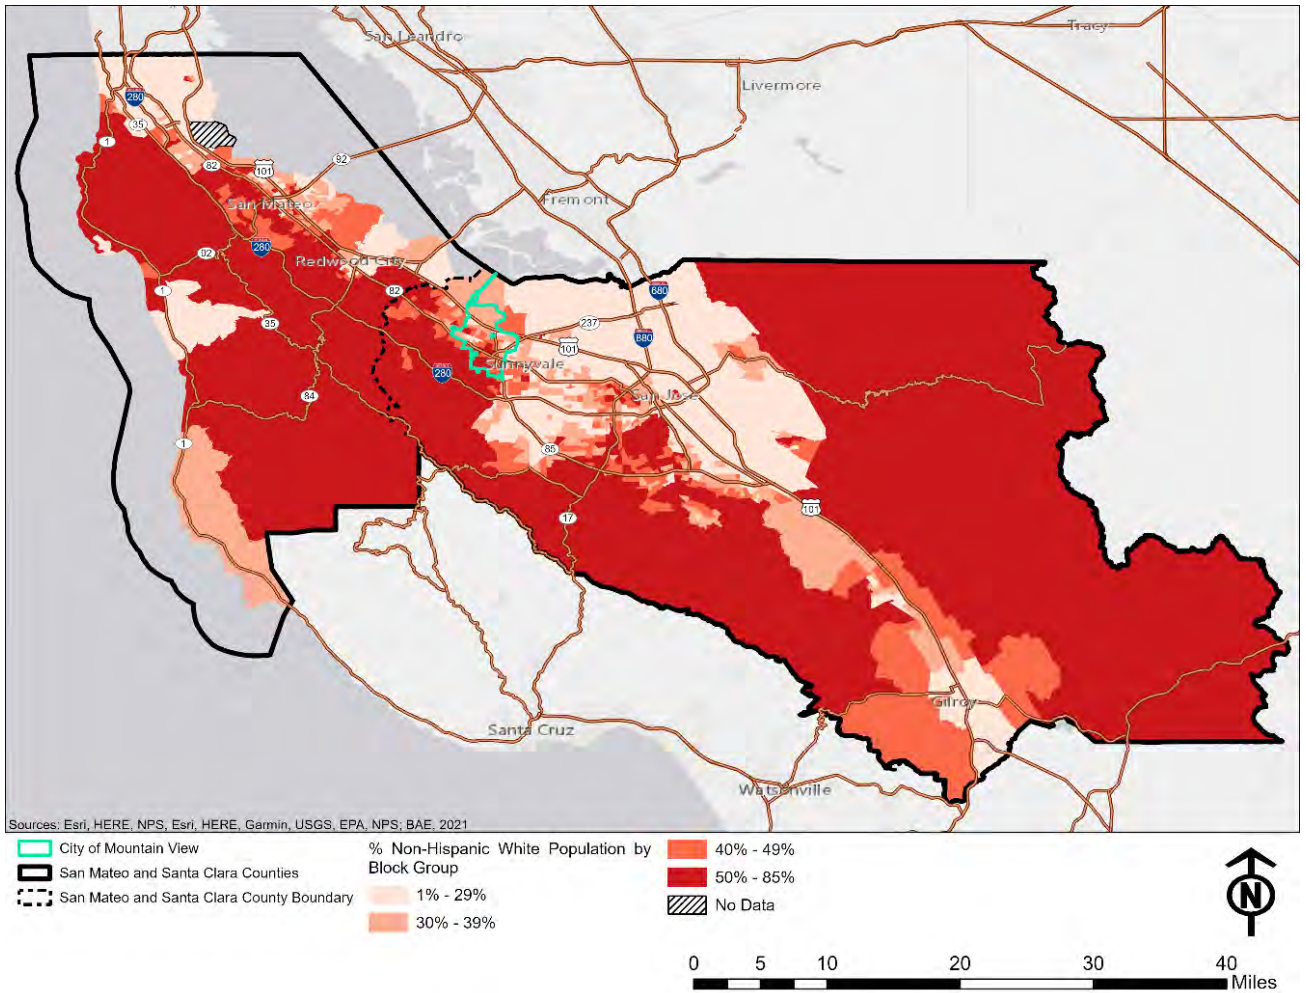 San Leandro
Tracy
Livermore
280
35
1
82
101
92
San Mateo
Fremont
92
280
Redwood City
82
1
35
680
237
101
880
Sunnyvale
280
San Jose
84
1
85
101
17
Gilroy
Santa Cruz
Watsonville
Sources: Esri, HERE, NPS, Esri, HERE, Garmin, USGS, EPA, NPS; BAE, 2021
City of Mountain View
San Mateo and Santa Clara Counties
San Mateo and Santa Clara County Boundary
% Non-Hispanic White Population by
Block Group
1% - 29%
30% - 39%
40% - 49%
50% - 85%
No Data
N
0 5 10 20 30 40
Miles